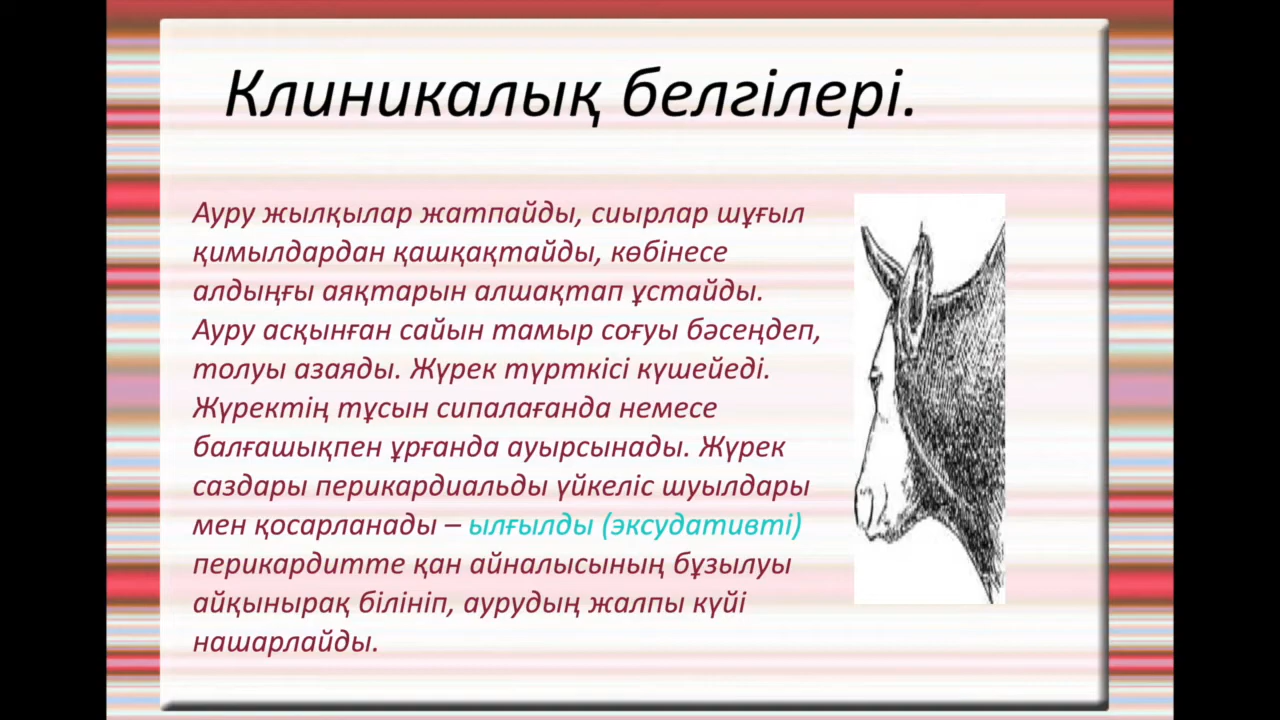 Клиникалық белгілері.
Ауру жылқылар жатпайды, сиырлар шұғыл
қимылдардан қашқақтайды, көбінесе
алдыңғы аяқтарын алшақтап ұстайды.
Ауру асқынған сайын тамыр соғуы бәсеңдеп,
толуы азаяды. Жүрек түрткісі күшейеді.
Жүректің тұсын сипалағанда немесе
балғашықпен ұрғанда ауырсынады. Жүрек
саздары перикардиальды үйкеліс шуылдары
мен қосарланады – ылғылды (эксудативті)
перикардитте қан айналысының бұзылуы
айқынырақ білініп, аурудың жалпы күйі
нашарлайды.